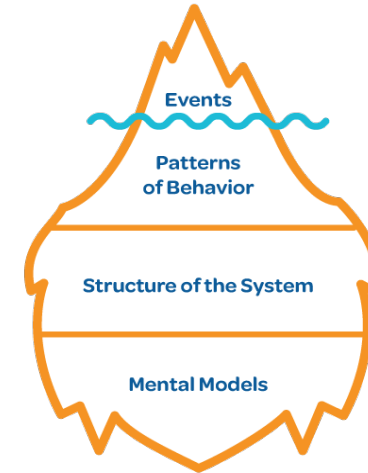 Events
Patterns
of Behavior
Structure of the System
Mental Models